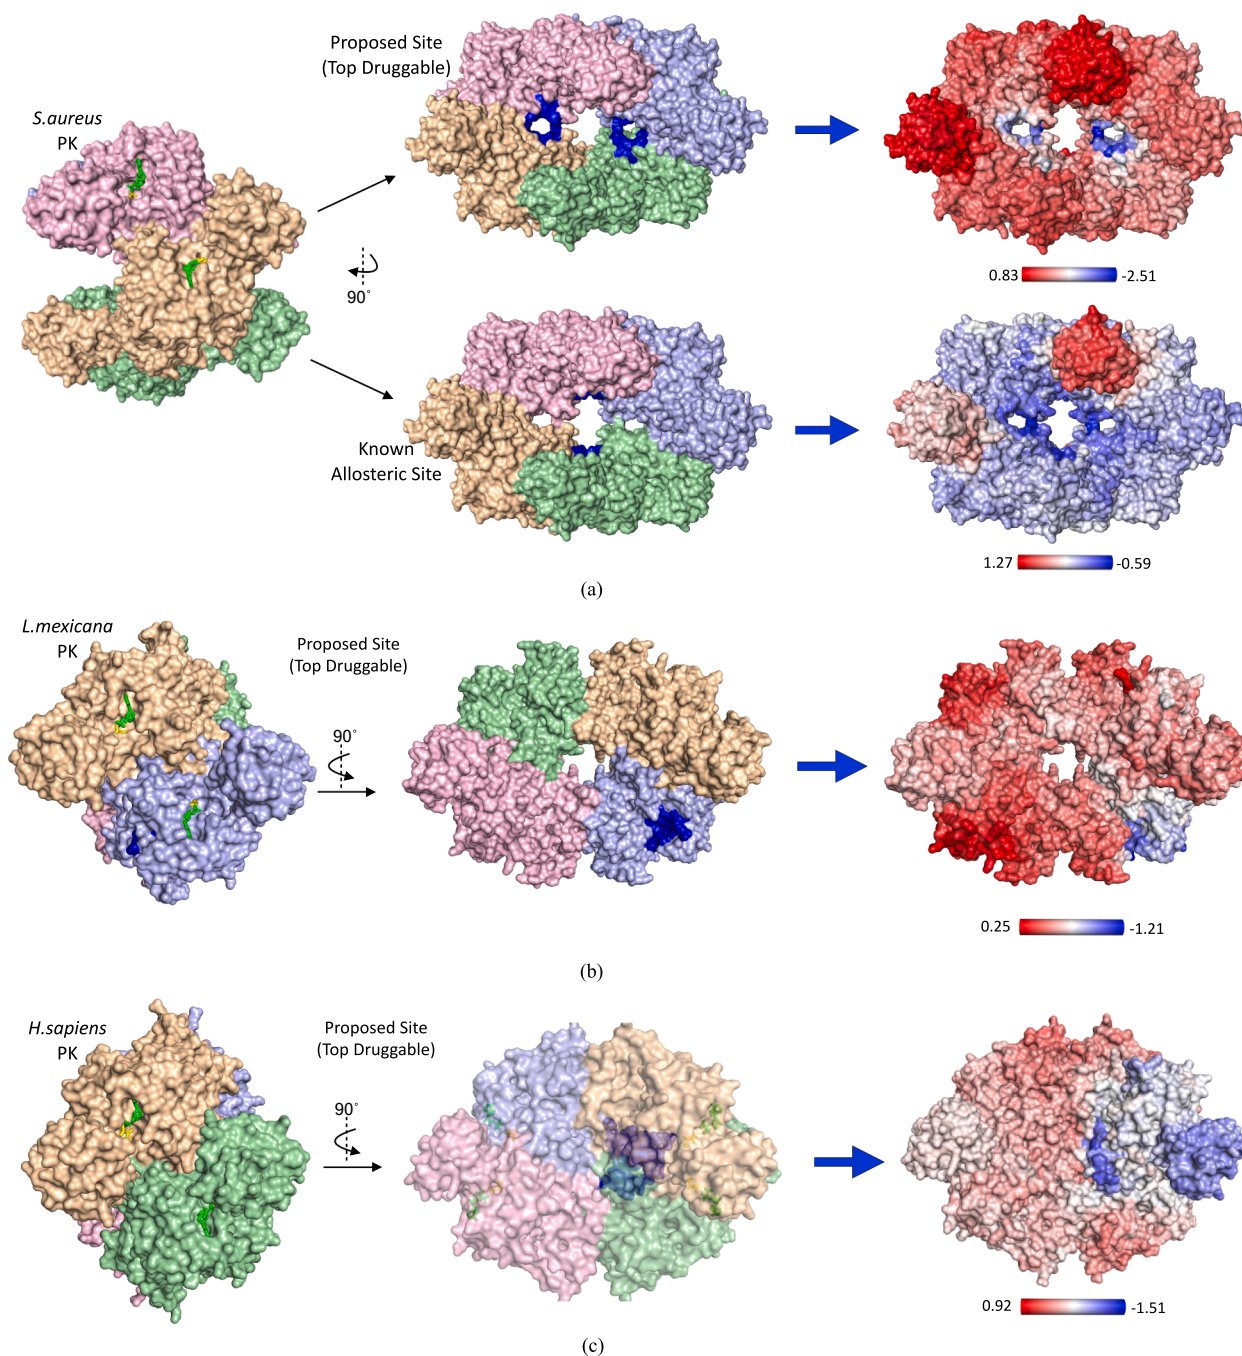 Proposed Site
(Top Druggable)
S.aureus
PK
0.83
-2.51
90°
Known
Allosteric Site
1.27
-0.59
(a)
L.mexicana
PK
Proposed Site
(Top Druggable)
90°
0.25
-1.21
(b)
H.sapiens
PK
Proposed Site
(Top Druggable)
90°
0.92
-1.51
(c)